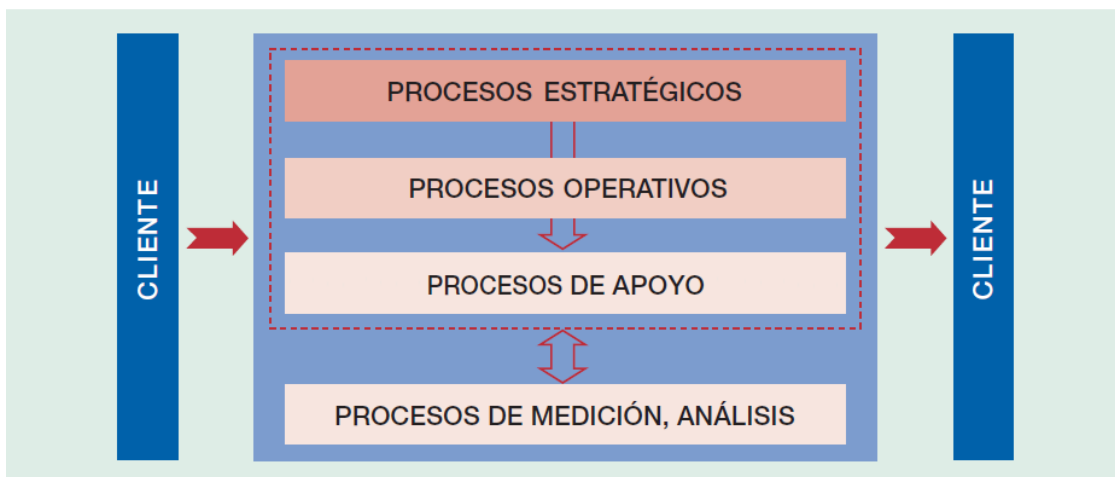 CLIENTE
PROCESOS ESTRATÉGICOS
PROCESOS OPERATIVOS
PROCESOS DE APOYO
PROCESOS DE MEDICIÓN, ANÁLISIS
CLIENTE